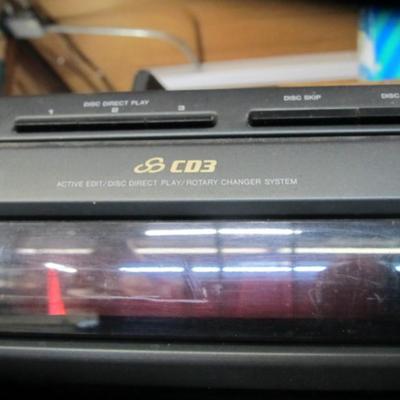 DISC DIRECT PLAY
1 2 3
DISC SKIP
CD3
ACTIVE EDIT/DISC DIRECT PLAY/ROTARY CHANGER SYSTEM